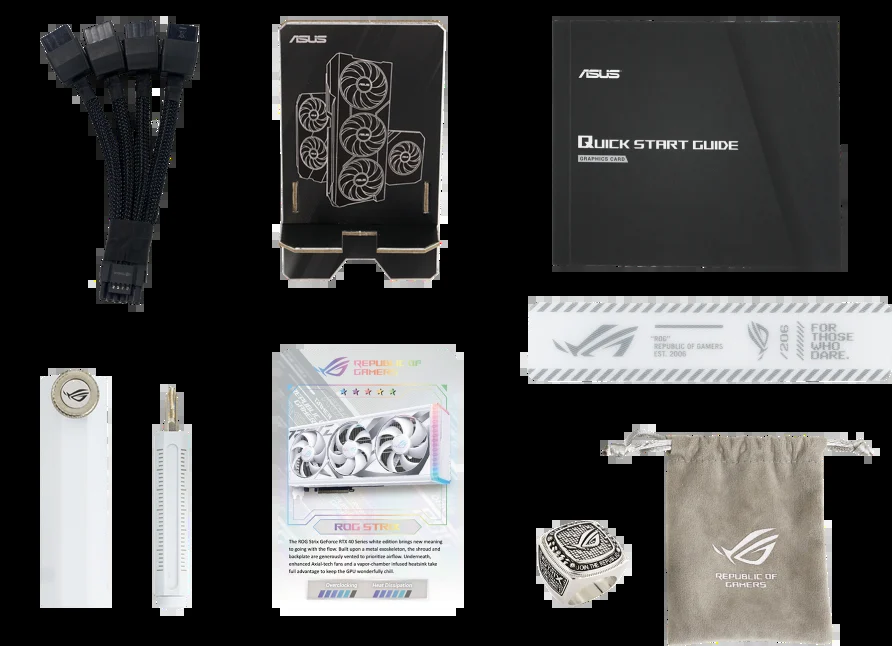 ASUS
ASUS
QUICK START GUIDE
GRAPHICS CARD
"ROG"
REPUBLIC OF GAMERS
EST. 2006
/206
FOR
THOSE
WHO
DARE.
REPUBLIC OF
GAMERS
ROG STRIX
The ROG Strix GeForce RTX 40 Series white edition brings new meaning
to going with the flow. Built upon a metal exoskeleton, the shroud and
backplate are generously vented to prioritize airflow. Underneath,
enhanced Axial-tech fans and a vapor-chamber infused heatsink take
full advantage to keep the GPU wonderfully chill.
Overclocking
Heat Dissipation
JOIN THE REPUBLIC
REPUBLIC OF
GAMERS